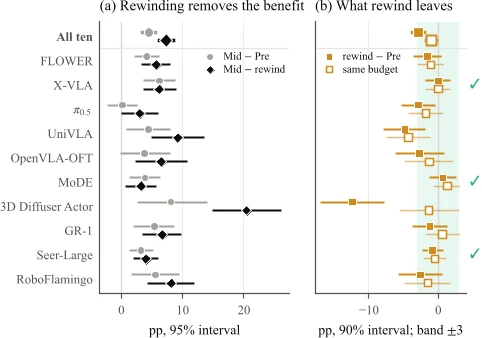 (a) Rewinding removes the benefit
(b) What rewind leaves
All ten
FLOWER
X-VLA
π0.5
UniVLA
OpenVLA-OFT
MoDE
3D Diffuser Actor
GR-1
Seer-Large
RoboFlamingo
Mid − Pre
Mid − rewind
rewind − Pre
same budget
✓
✓
✓
0
10
20
−10
0
pp, 95% interval
pp, 90% interval; band ±3